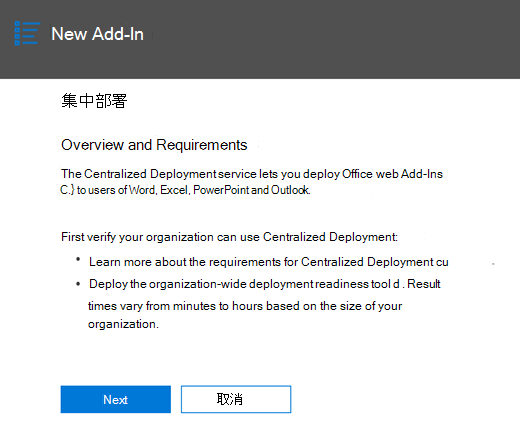 New Add-In
集中部署
Overview and Requirements
The Centralized Deployment service lets you deploy Office web Add-Ins
C.} to users of Word, Excel, PowerPoint and Outlook.
First verify your organization can use Centralized Deployment:
• Learn more about the requirements for Centralized Deployment cu
• Deploy the organization-wide deployment readiness tool d . Result
times vary from minutes to hours based on the size of your
organization.
Next
取消